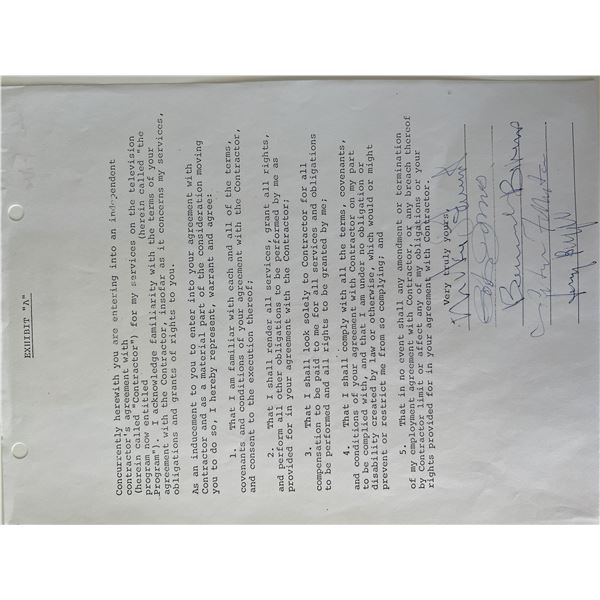 EXHIBIT "A"
Concurrently herewith you are entering into an independent
contractor's agreement with
(herein called "Contractor") for my services on the television
program now entitled (herein called "the
Program"). I acknowledge familiarity with the terms of your
agreement with the Contractor, insofar as it concerns my services,
obligations and grants of rights to you.
As an inducement to you to enter into your agreement with
Contractor and as a material part of the consideration moving
you to do so, I hereby represent, warrant and agree:
1. That I am familiar with each and all of the terms,
covenants and conditions of your agreement with the Contractor,
and consent to the execution thereof;
2. That I shall render all services, grant all rights,
and perform all other obligations to be performed by me as
provided for in your agreement with the Contractor;
3. That I shall look solely to Contractor for all
compensation to be paid to me for all services and obligations
to be performed and all rights to be granted by me;
4. That I shall comply with all the terms, covenants,
and conditions of your agreement with Contractor on my part
to be complied with, and that I am under no obligation or
disability created by law or otherwise, which would or might
prevent or restrict me from so complying; and
5. That in no event shall any amendment or termination
of my employment agreement with Contractor, or any breach thereof
by Contractor limit or affect any of my obligations or your
rights provided for in your agreement with Contractor.
Very truly yours,